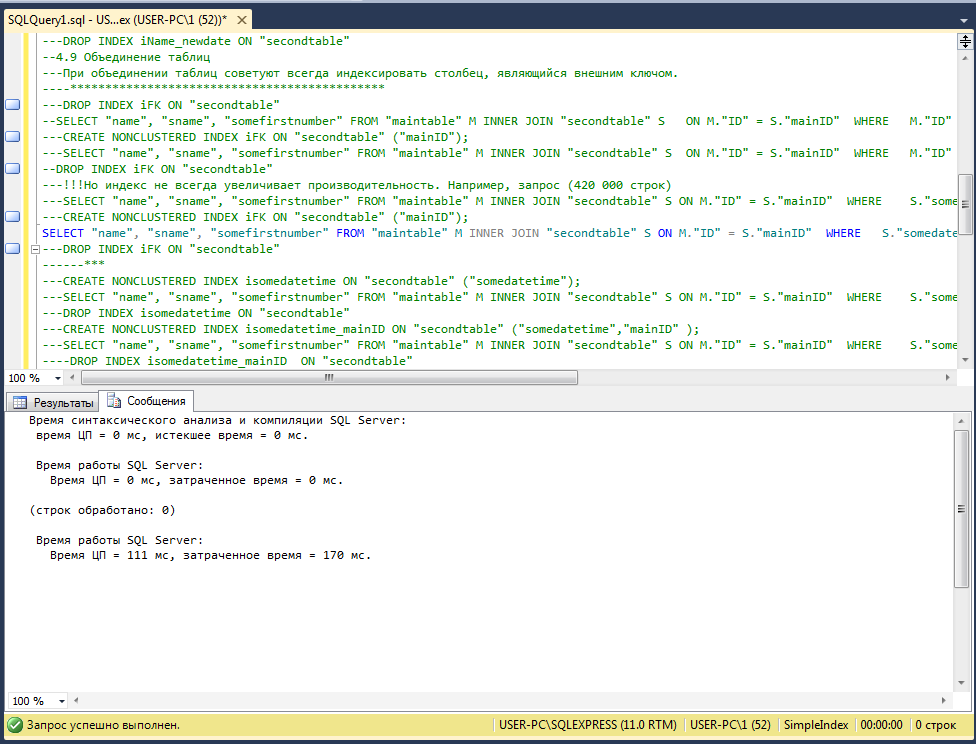 SQLQuery1.sql - US...ex (USER-PC\1 (52))*
---DROP INDEX iName_newdate ON "secondtable"
--4.9 Объединение таблиц
---При объединении таблиц советуют всегда индексировать столбец, являющийся внешним ключом.
----*********************************************
---DROP INDEX iFK ON "secondtable"
--SELECT "name", "sname", "somefirstnumber" FROM "maintable" M INNER JOIN "secondtable" S ON M."ID" = S."mainID" WHERE M."ID"
---CREATE NONCLUSTERED INDEX iFK ON "secondtable" ("mainID");
---SELECT "name", "sname", "somefirstnumber" FROM "maintable" M INNER JOIN "secondtable" S ON M."ID" = S."mainID" WHERE M."ID"
--DROP INDEX iFK ON "secondtable"
---!!!Но индекс не всегда увеличивает производительность. Например, запрос (420 000 строк)
---SELECT "name", "sname", "somefirstnumber" FROM "maintable" M INNER JOIN "secondtable" S ON M."ID" = S."mainID" WHERE S."some
---CREATE NONCLUSTERED INDEX iFK ON "secondtable" ("mainID");
SELECT "name", "sname", "somefirstnumber" FROM "maintable" M INNER JOIN "secondtable" S ON M."ID" = S."mainID" WHERE S."somedate
---DROP INDEX iFK ON "secondtable"
------***
---CREATE NONCLUSTERED INDEX isomedatetime ON "secondtable" ("somedatetime");
---SELECT "name", "sname", "somefirstnumber" FROM "maintable" M INNER JOIN "secondtable" S ON M."ID" = S."mainID" WHERE S."some
---DROP INDEX isomedatetime ON "secondtable"
---CREATE NONCLUSTERED INDEX isomedatetime_mainID ON "secondtable" ("somedatetime","mainID" );
---SELECT "name", "sname", "somefirstnumber" FROM "maintable" M INNER JOIN "secondtable" S ON M."ID" = S."mainID" WHERE S."some
----DROP INDEX isomedatetime_mainID ON "secondtable"
100 %
Результаты Сообщения
Время синтаксического анализа и компиляции SQL Server:
время ЦП = 0 мс, истекшее время = 0 мс.
Время работы SQL Server:
Время ЦП = 0 мс, затраченное время = 0 мс.
(строк обработано: 0)
Время работы SQL Server:
Время ЦП = 111 мс, затраченное время = 170 мс.
100 %
Запрос успешно выполнен. USER-PC\SQLEXPRESS (11.0 RTM) USER-PC\1 (52) SimpleIndex 00:00:00 0 строк